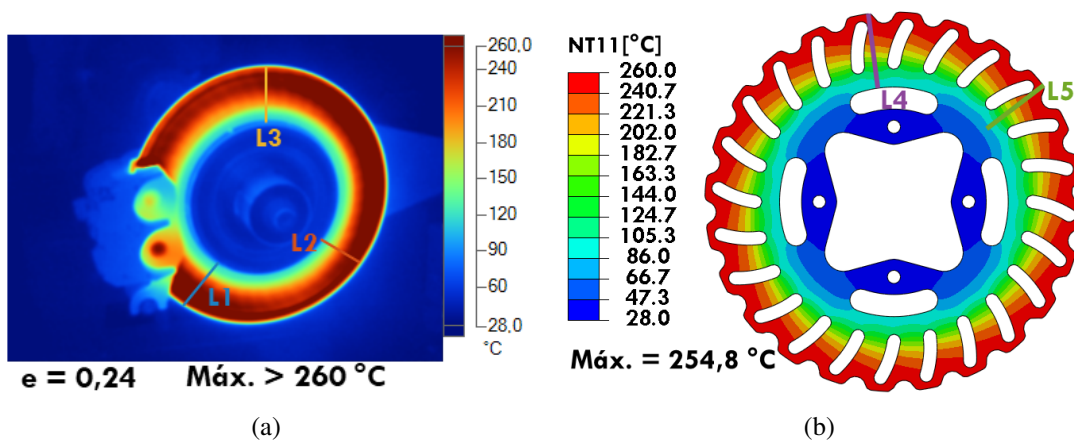 260.0
210
180
150
120
90
60
28.0
°C
L3
L2
L1
e = 0,24 Máx. > 260 °C
(a)
NT11[°C]
260.0
240.7
221.3
202.0
182.7
163.3
144.0
124.7
105.3
86.0
66.7
47.3
28.0
L4
L5
Máx. = 254,8 °C
(b)